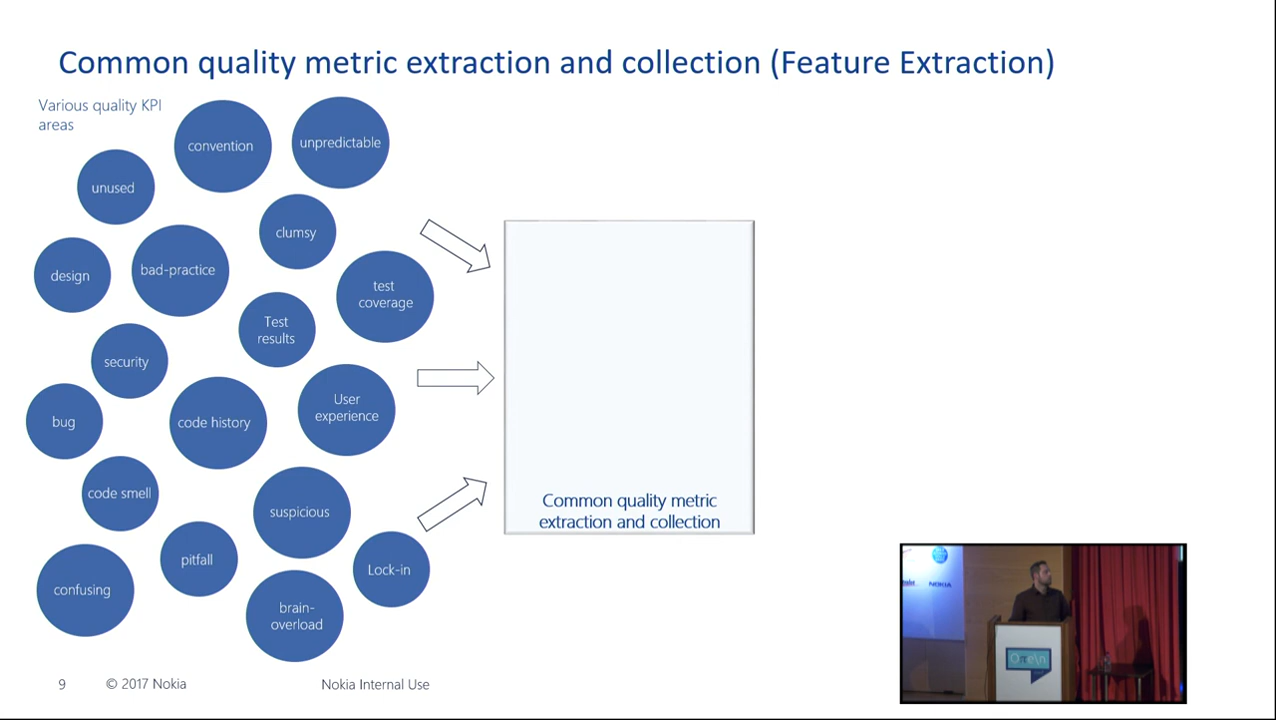 Common quality metric extraction and collection (Feature Extraction)
Various quality KPI
areas
convention
unpredictable
unused
clumsy
design
bad-practice
test
coverage
Test
results
security
User
experience
bug
code history
code smell
suspicious
pitfall
Lock-in
confusing
brain-
overload
Common quality metric
extraction and collection
NOKIA
9
© 2017 Nokia
Nokia Internal Use